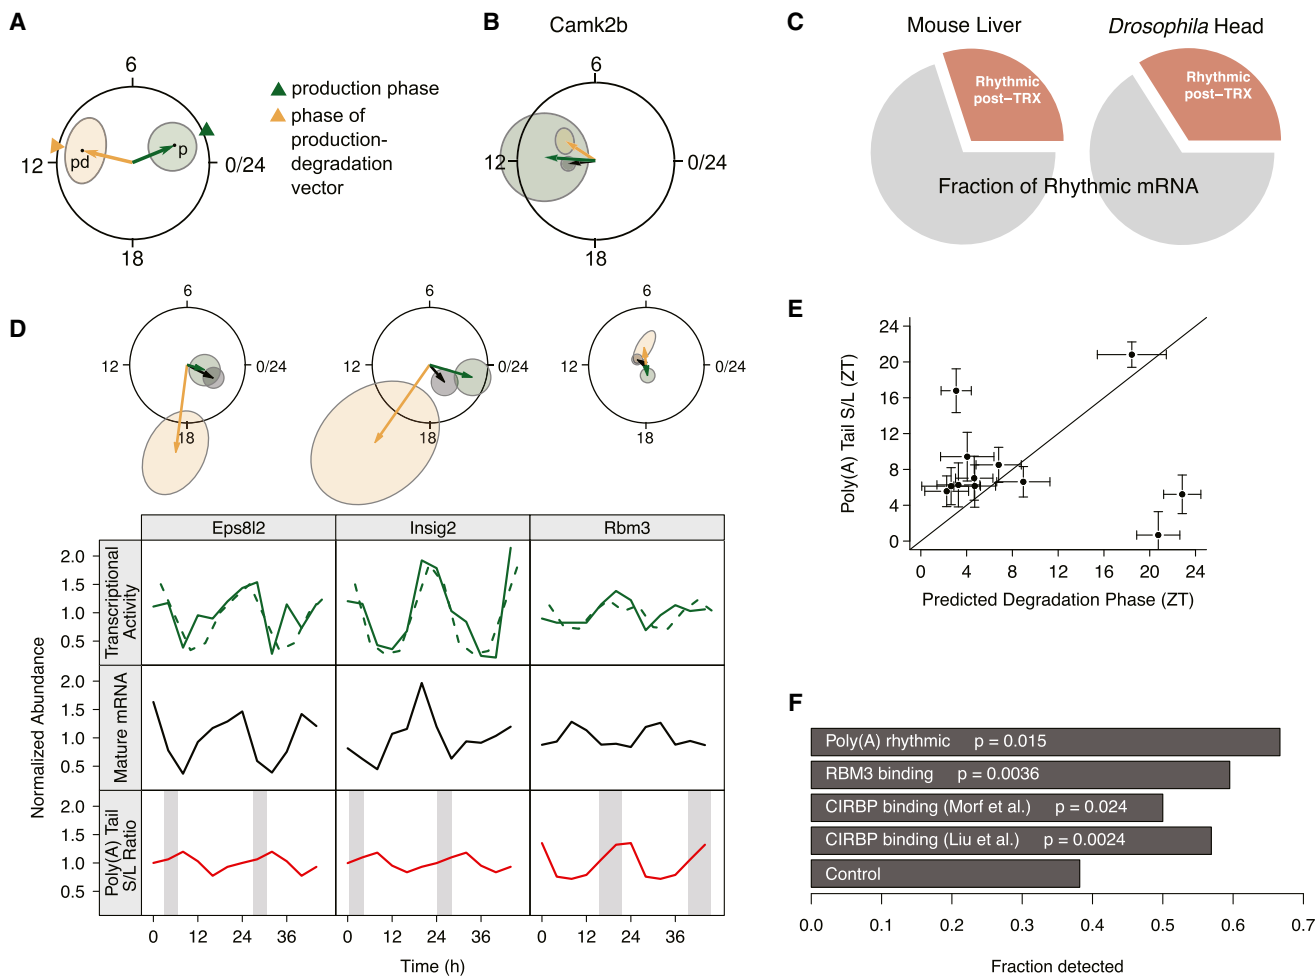 A
6
12
0/24
18
pd
p
production phase
phase of
production-
degradation
vector
B
Camk2b
6
12
0/24
18
C
Mouse Liver
Drosophila Head
Rhythmic
post−TRX
Rhythmic
post−TRX
Fraction of Rhythmic mRNA
D
6
12
0/24
18
6
12
0/24
18
6
12
0/24
18
Eps8l2
Insig2
Rbm3
Normalized Abundance
Transcriptional
Activity
2.0
1.5
1.0
0.5
Mature mRNA
2.0
1.5
1.0
0.5
Poly(A) Tail
S/L Ratio
2.0
1.5
1.0
0.5
0 12 24 36
0 12 24 36
0 12 24 36
Time (h)
E
Poly(A) Tail S/L (ZT)
24
20
16
12
8
4
0
0 4 8 12 16 20 24
Predicted Degradation Phase (ZT)
F
Poly(A) rhythmic p = 0.015
RBM3 binding p = 0.0036
CIRBP binding (Morf et al.) p = 0.024
CIRBP binding (Liu et al.) p = 0.0024
Control
0.0 0.1 0.2 0.3 0.4 0.5 0.6 0.7
Fraction detected